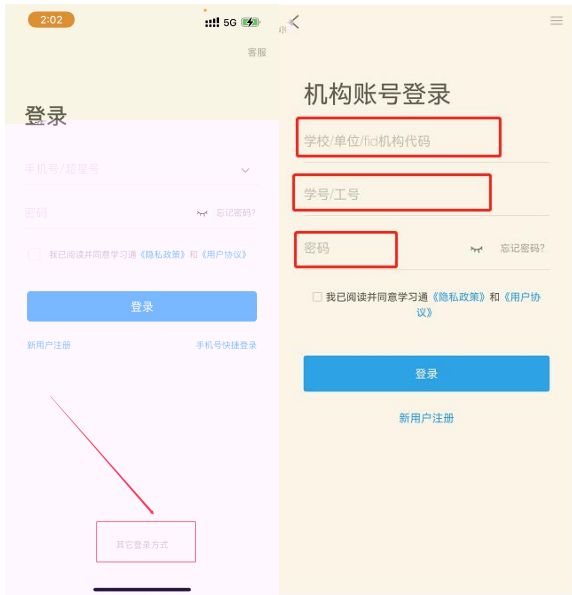 2:02
5G
客服
登录
手机号/超星号
密码
忘记密码?
我已阅读并同意学习通《隐私政策》和《用户协议》
登录
新用户注册
手机号快捷登录
其它登录方式
机构账号登录
学校/单位/fid机构代码
学号/工号
密码
忘记密码?
我已阅读并同意学习通《隐私政策》和《用户协
议》
登录
新用户注册